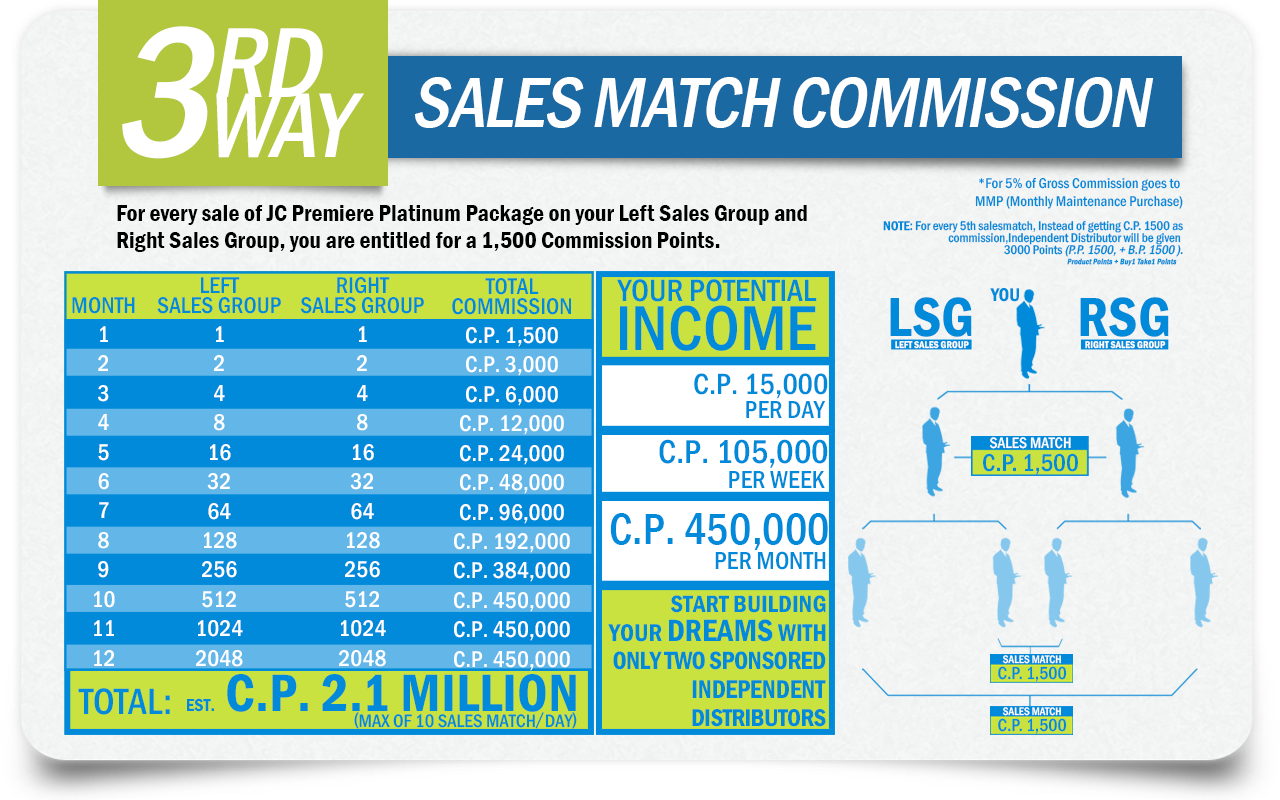 3RD WAY
SALES MATCH COMMISSION
*For 5% of Gross Commission goes to
MMP (Monthly Maintenance Purchase)
For every sale of JC Premiere Platinum Package on your Left Sales Group and
Right Sales Group, you are entitled for a 1,500 Commission Points.
NOTE: For every 5th salesmatch, Instead of getting C.P. 1500 as
commission,Independent Distributor will be given
3000 Points (P.P. 1500, + B.P. 1500 ).
Product Points + Buy1 Take1 Points
MONTH LEFT SALES GROUP RIGHT SALES GROUP TOTAL COMMISSION
1 1 1 C.P. 1,500
2 2 2 C.P. 3,000
3 4 4 C.P. 6,000
4 8 8 C.P. 12,000
5 16 16 C.P. 24,000
6 32 32 C.P. 48,000
7 64 64 C.P. 96,000
8 128 128 C.P. 192,000
9 256 256 C.P. 384,000
10 512 512 C.P. 450,000
11 1024 1024 C.P. 450,000
12 2048 2048 C.P. 450,000
TOTAL: EST. C.P. 2.1 MILLION
(MAX OF 10 SALES MATCH/DAY)
YOUR POTENTIAL
INCOME
C.P. 15,000
PER DAY
C.P. 105,000
PER WEEK
C.P. 450,000
PER MONTH
START BUILDING
YOUR DREAMS WITH
ONLY TWO SPONSORED
INDEPENDENT
DISTRIBUTORS
YOU
LSG
LEFT SALES GROUP
RSG
RIGHT SALES GROUP
SALES MATCH
C.P. 1,500
SALES MATCH
C.P. 1,500
SALES MATCH
C.P. 1,500